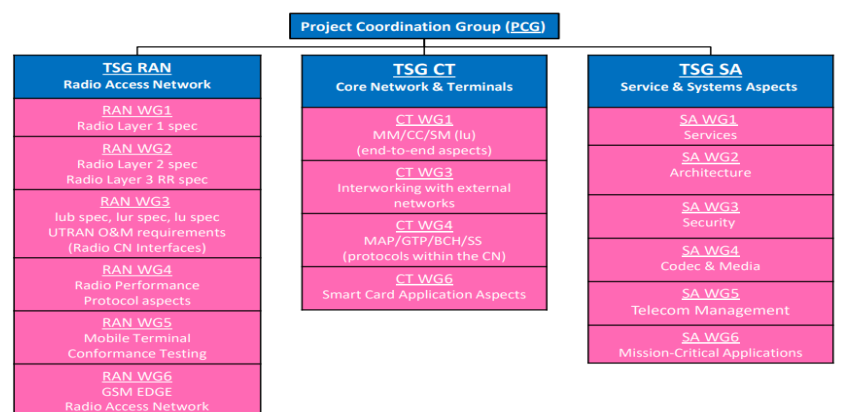 Project Coordination Group (PCG)
TSG RAN
Radio Access Network
RAN WG1
Radio Layer 1 spec
RAN WG2
Radio Layer 2 spec
Radio Layer 3 RR spec
RAN WG3
lub spec, lur spec, lu spec
UTRAN O&M requirements
(Radio CN Interfaces)
RAN WG4
Radio Performance
Protocol aspects
RAN WG5
Mobile Terminal
Conformance Testing
RAN WG6
GSM EDGE
Radio Access Network
TSG CT
Core Network & Terminals
CT WG1
MM/CC/SM (lu)
(end-to-end aspects)
CT WG3
Interworking with external
networks
CT WG4
MAP/GTP/BCH/SS
(protocols within the CN)
CT WG6
Smart Card Application Aspects
TSG SA
Service & Systems Aspects
SA WG1
Services
SA WG2
Architecture
SA WG3
Security
SA WG4
Codec & Media
SA WG5
Telecom Management
SA WG6
Mission-Critical Applications